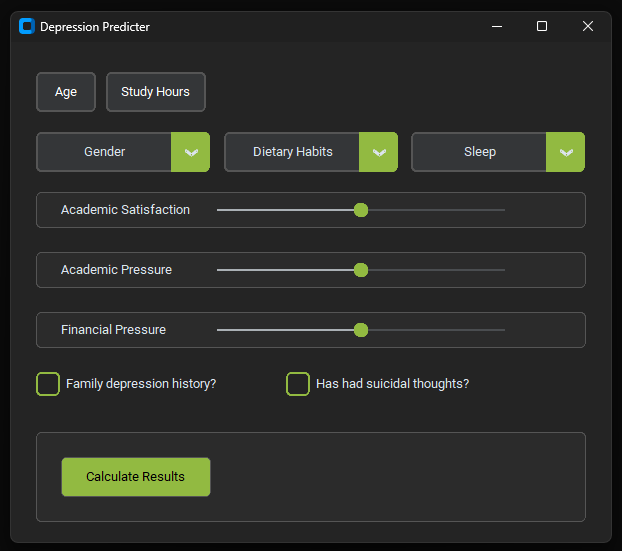 Depression Predicter
Age Study Hours
Gender Dietary Habits Sleep
Academic Satisfaction
Academic Pressure
Financial Pressure
Family depression history? Has had suicidal thoughts?
Calculate Results